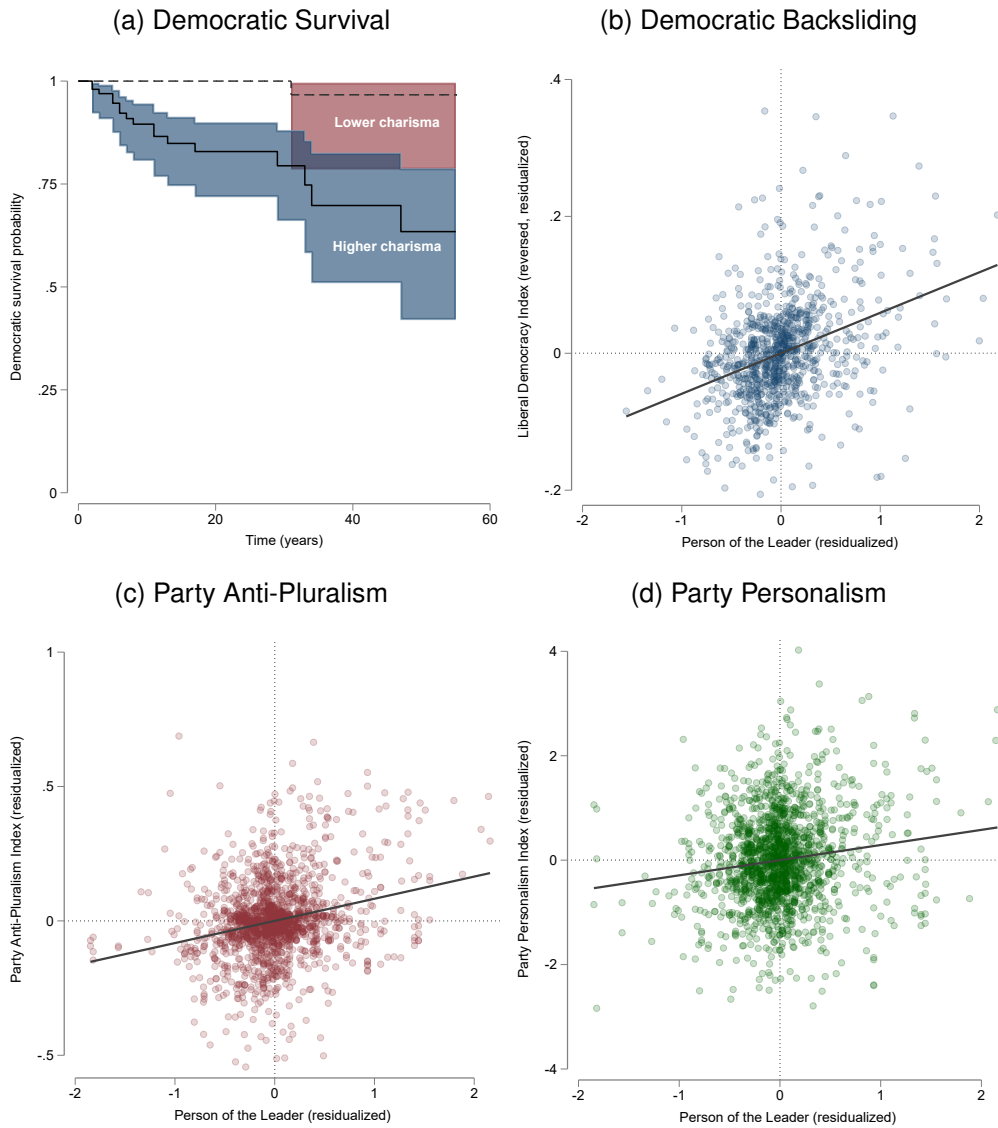 (a) Democratic Survival
Democratic survival probability
1
.75
.5
.25
0
Lower charisma
Higher charisma
0
20
40
60
Time (years)
(b) Democratic Backsliding
Liberal Democracy Index (reversed, residualized)
.4
.2
0
-.2
-2
-1
0
1
2
Person of the Leader (residualized)
(c) Party Anti-Pluralism
Party Anti-Pluralism Index (residualized)
1
.5
0
-.5
-2
-1
0
1
2
Person of the Leader (residualized)
(d) Party Personalism
Party Personalism Index (residualized)
4
2
0
-2
-4
-2
-1
0
1
2
Person of the Leader (residualized)